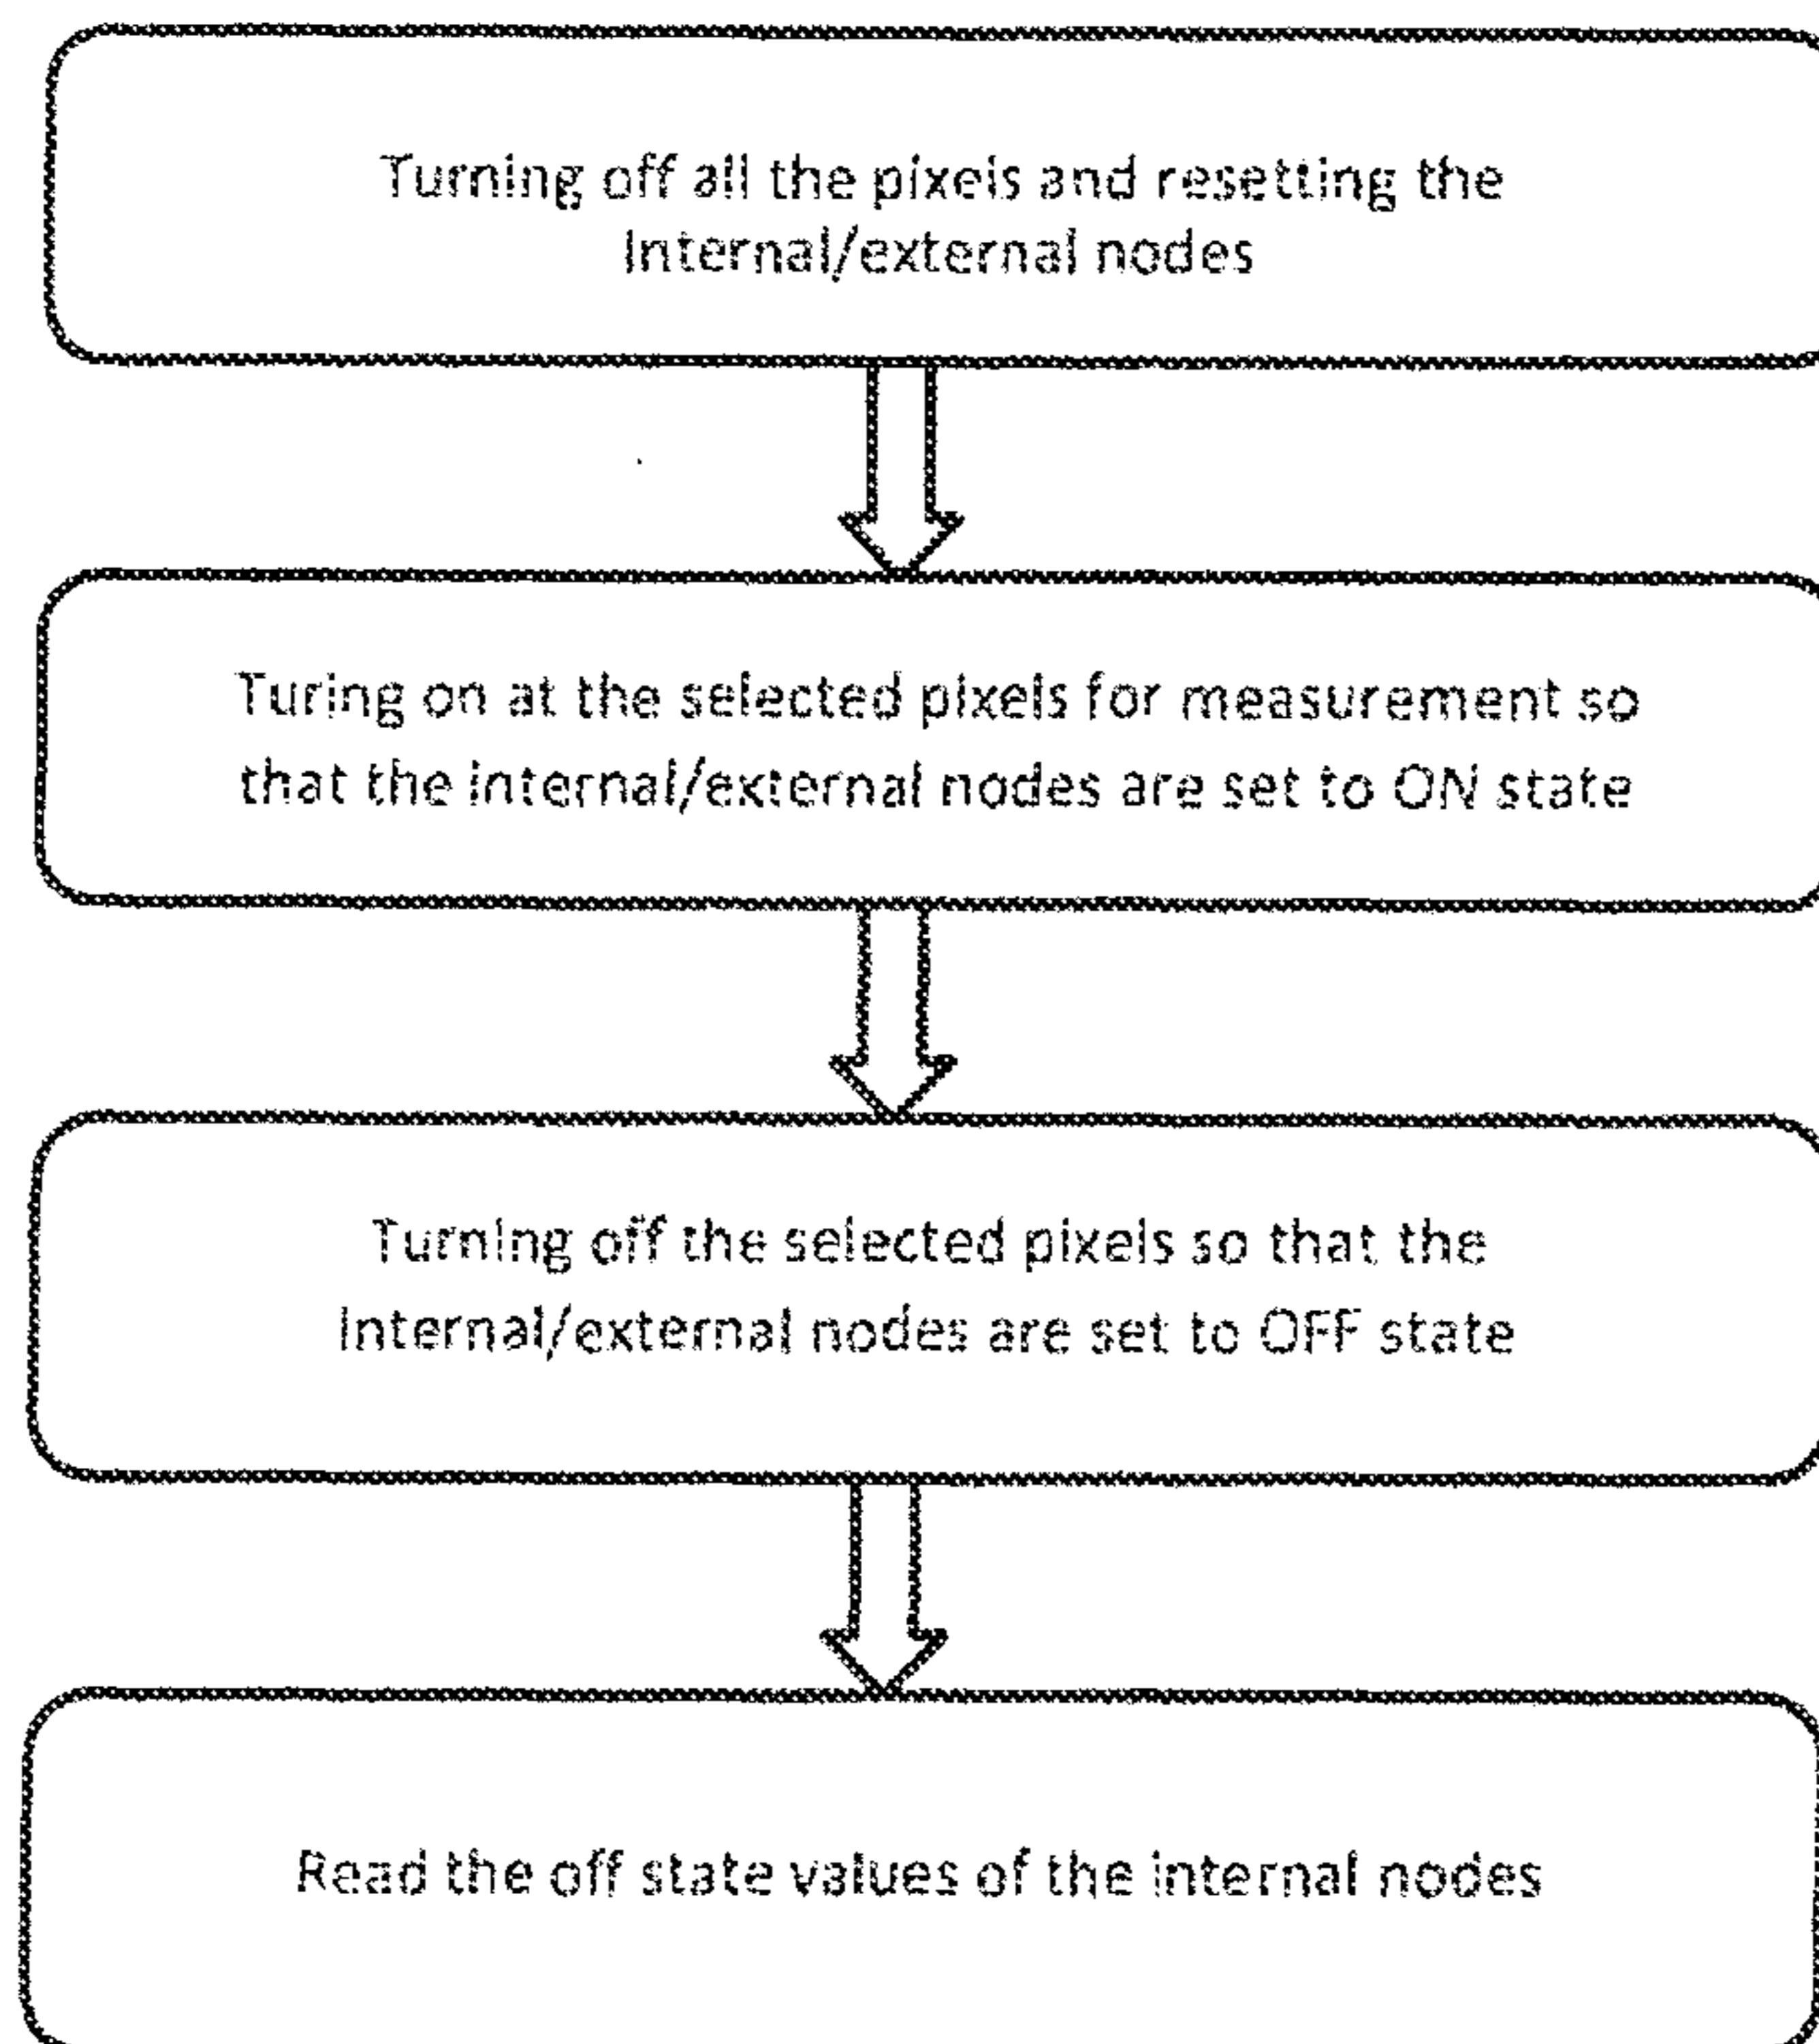 Turning off all the pixels and resetting the
Internal/external nodes
Turing on at the selected pixels for measurement so
that the internal/external nodes are set to ON state
Turning off the selected pixels so that the
Internal/external nodes are set to OFF state
Read the off state values of the internal nodes